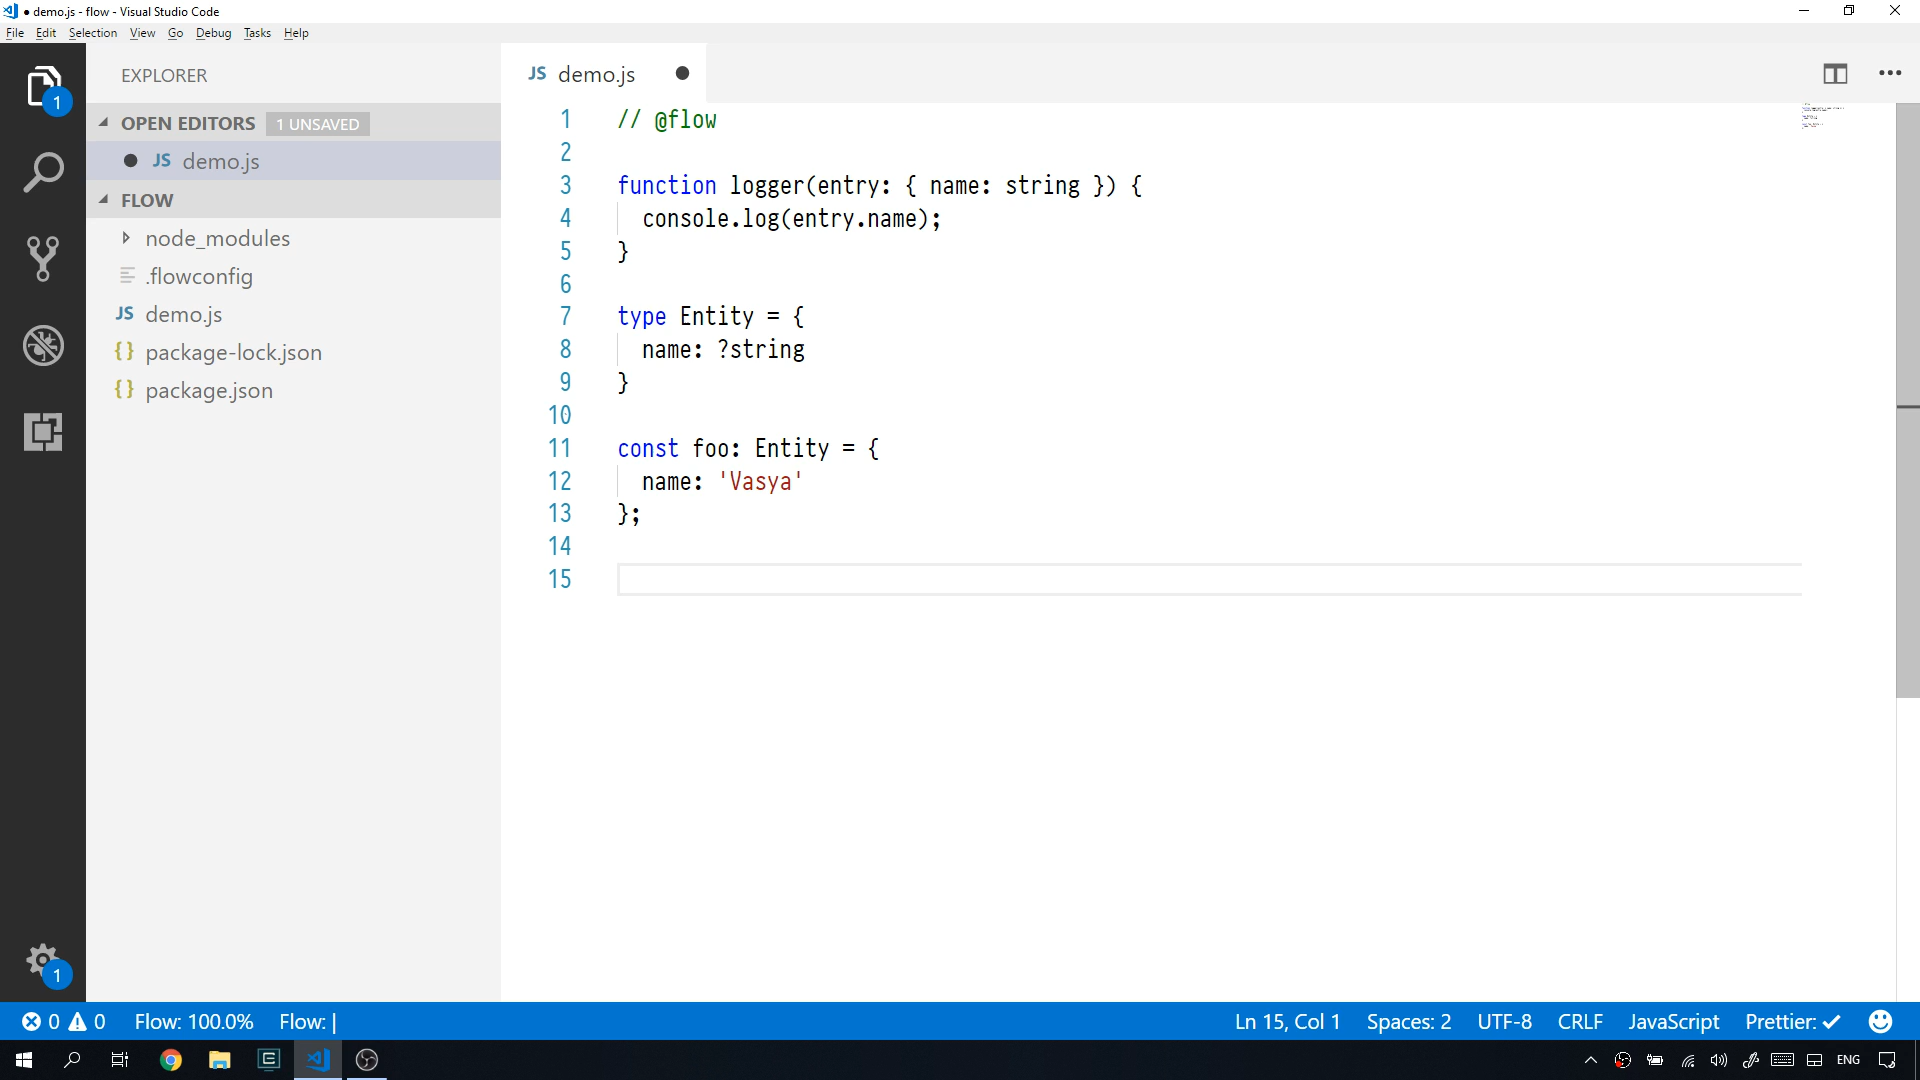 demo.js - flow - Visual Studio Code
File Edit Selection View Go Debug Tasks Help
EXPLORER
OPEN EDITORS 1 UNSAVED
JS demo.js
FLOW
node_modules
.flowconfig
JS demo.js
{} package-lock.json
{} package.json
1
1
JS demo.js
1 // @flow
2
3 function logger(entry: { name: string }) {
4 console.log(entry.name);
5 }
6
7 type Entity = {
8 name: ?string
9 }
10
11 const foo: Entity = {
12 name: 'Vasya'
13 };
14
15
0 0 Flow: 100.0% Flow: |
Ln 15, Col 1 Spaces: 2 UTF-8 CRLF JavaScript Prettier: ✓
ENG